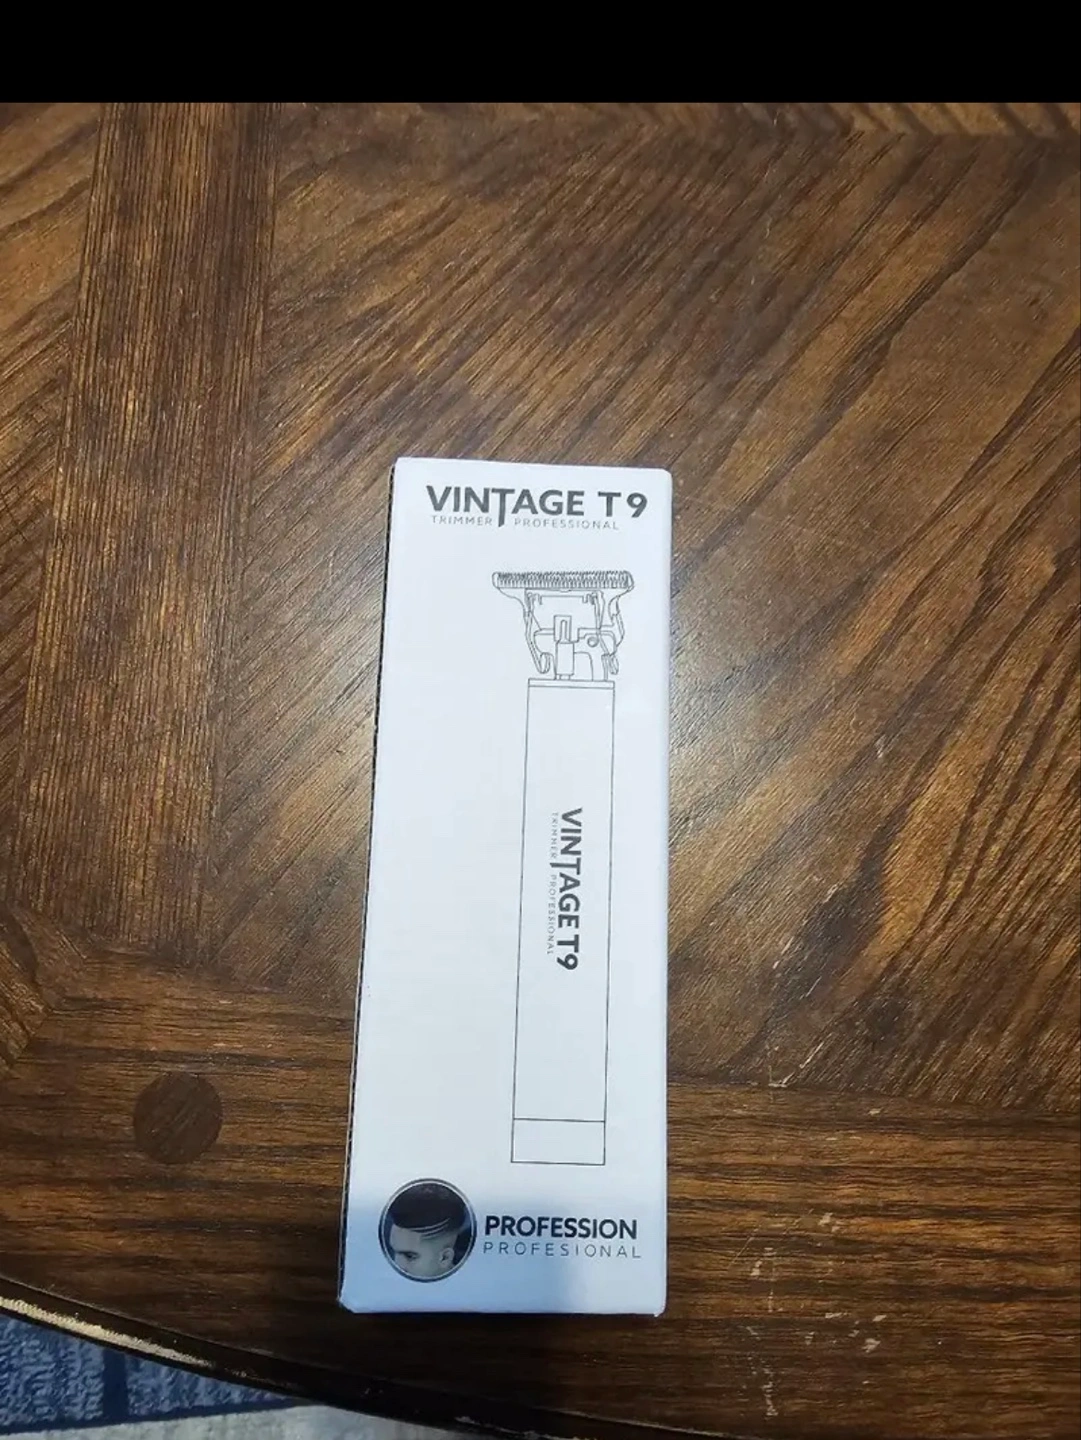 VINTAGE T9
TRIMMER PROFESSIONAL
VINTAGE T9
TRIMMER PROFESSIONAL
PROFESSION
PROFESIONAL